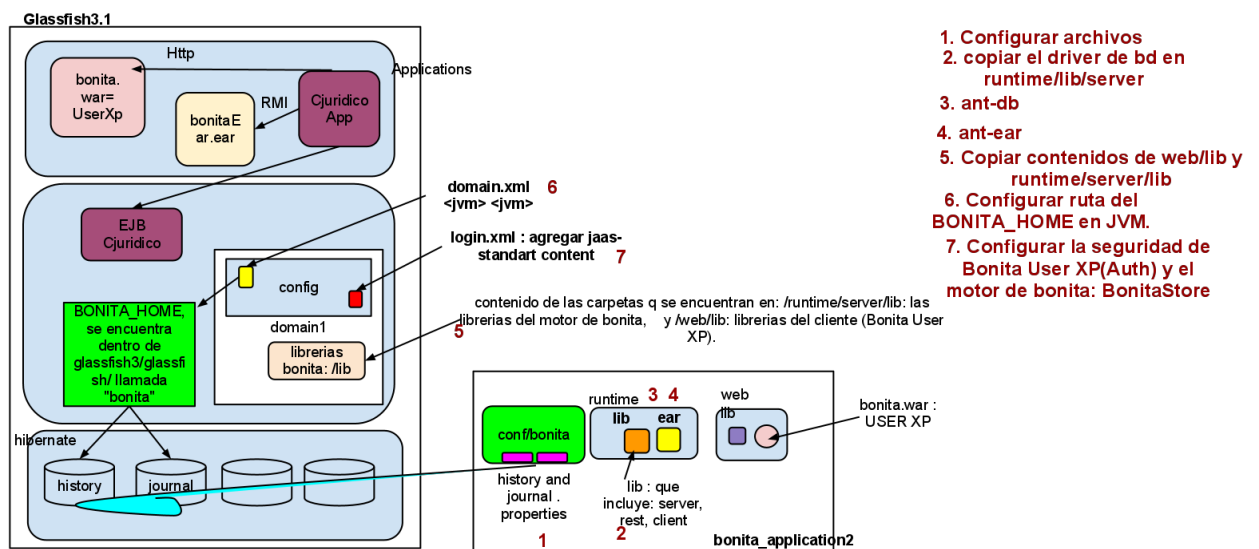 Glassfish3.1
Http
Applications
bonita.
war=
UserXp
RMI
bonitaE
ar.ear
Cjuridico
App
EJB
Cjuridico
domain.xml 6
<jvm> <jvm>
login.xml : agregar jaas-
standart content 7
config
domain1
BONITA_HOME,
se encuentra
dentro de
glassfish3/glassfi
sh/ llamada
"bonita"
librerias
bonita: /lib
contenido de las carpetas q se encuentran en: /runtime/server/lib: las
librerias del motor de bonita, y /web/lib: librerias del cliente (Bonita User
XP).
5
hibernate
history
journal
conf/bonita
history and
journal .
properties
1
runtime 3 4
lib ear
lib : que
incluye: server,
rest, client
2
web
lib
bonita.war :
USER XP
bonita_application2
1. Configurar archivos
2. copiar el driver de bd en
runtime/lib/server
3. ant-db
4. ant-ear
5. Copiar contenidos de web/lib y
runtime/server/lib
6. Configurar ruta del
BONITA_HOME en JVM.
7. Configurar la seguridad de
Bonita User XP(Auth) y el
motor de bonita: BonitaStore